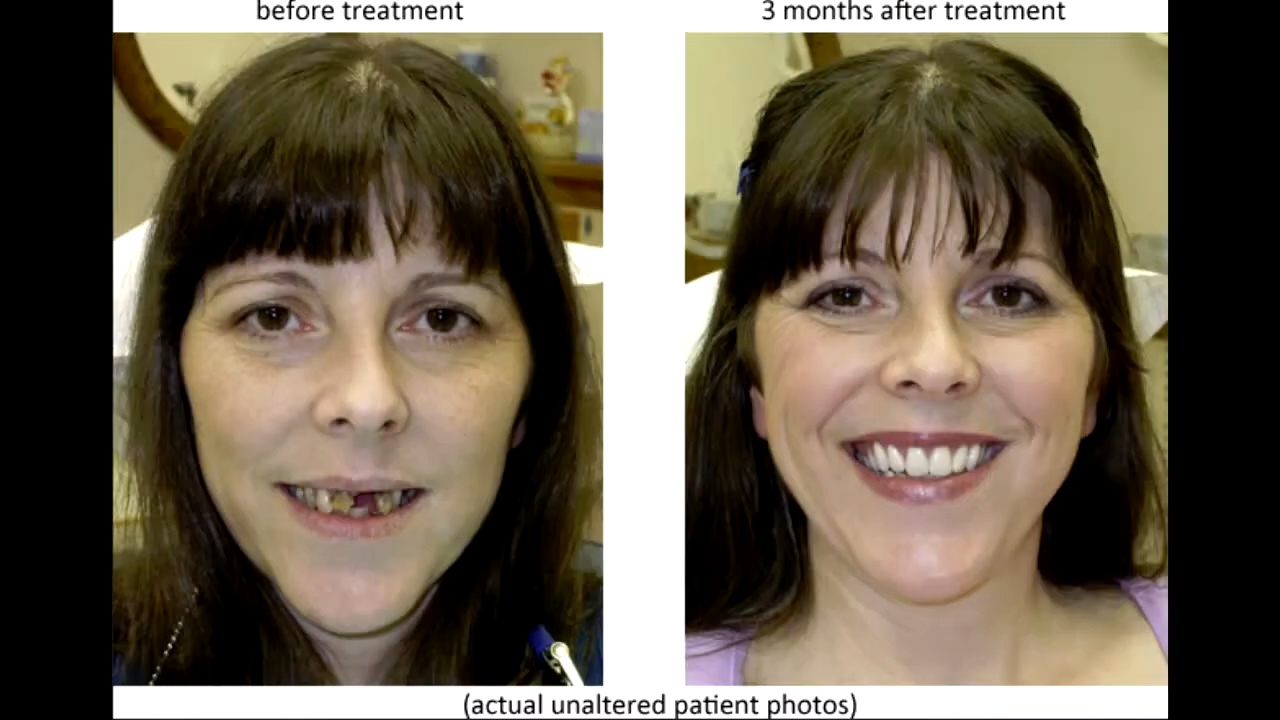 before treatment
3 months after treatment
(actual unaltered patient photos)